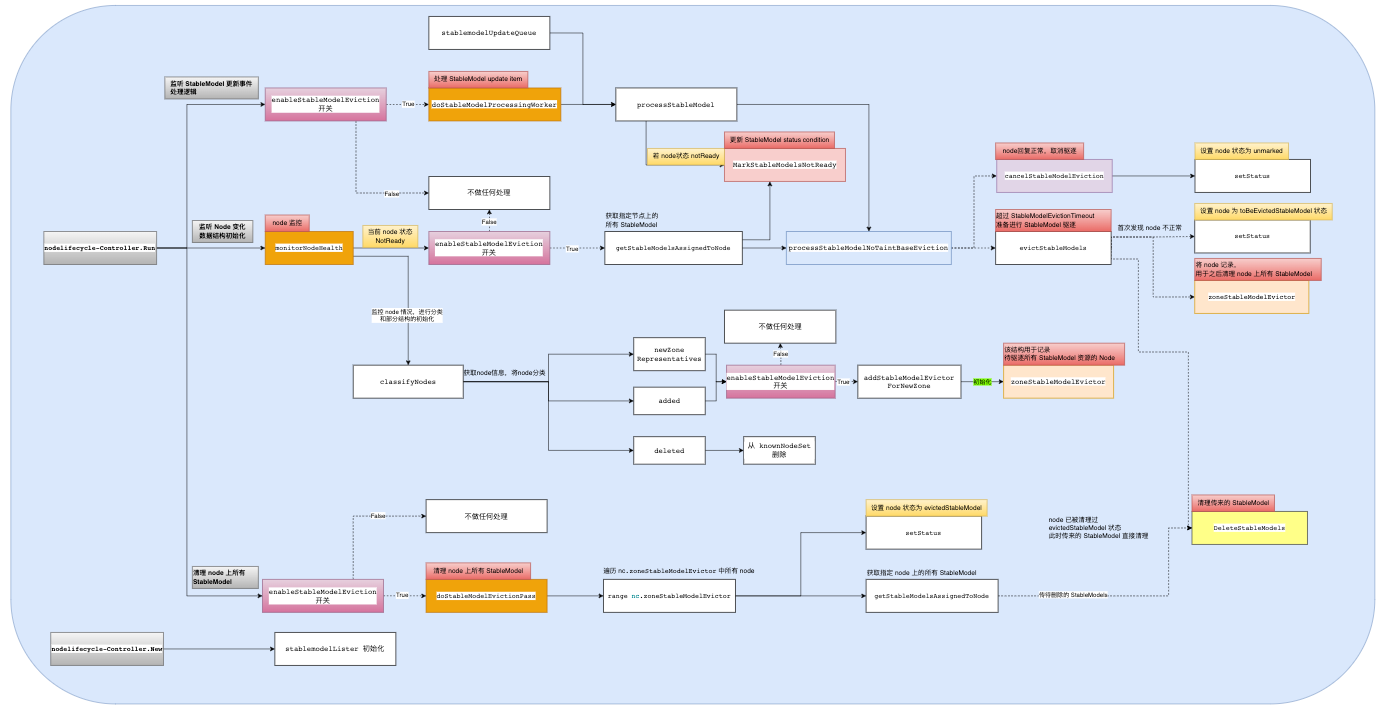 stablemodelUpdateQueue
监听 StableModel 更新事件
处理逻辑
enableStableModelEviction
开关
True
处理 StableModel update item
doStableModelProcessingWorker
processStableModel
更新 StableModel status condition
若 node状态 notReady
MarkStableModelsNotReady
False
不做任何处理
node回复正常，取消驱逐
cancelStableModelEviction
设置 node 状态为 unmarked
setStatus
nodelifecycle-Controller.Run
监听 Node 变化
数据结构初始化
node 监控
monitorNodeHealth
当前 node 状态
NotReady
False
enableStableModelEviction
开关
True
获取指定节点上的
所有 StableModel
getStableModelsAssignedToNode
processStableModelNoTaintBaseEviction
超过 StableModelEvictionTimeout
准备进行 StableModel 驱逐
evictStableModels
首次发现 node 不正常
设置 node 为 toBeEvictedStableModel 状态
setStatus
将 node 记录，
用于之后清理 node 上所有 StableModel
zoneStableModelEvictor
监控 node 情况，进行分类
和部分结构的初始化
classifyNodes
获取node信息，将node分类
newZone
Representatives
added
deleted
从 knownNodeSet
删除
不做任何处理
False
enableStableModelEviction
开关
True
addStableModelEvictor
ForNewZone
初始化
该结构用于记录
待驱逐所有 StableModel 资源的 Node
zoneStableModelEvictor
清理 node 上所有
StableModel
enableStableModelEviction
开关
False
不做任何处理
True
清理 node 上所有 StableModel
doStableModelEvictionPass
遍历 nc.zoneStableModelEvictor 中所有 node
range nc.zoneStableModelEvictor
设置 node 状态为 evictedStableModel
setStatus
获取指定 node 上的所有 StableModel
getStableModelsAssignedToNode
传待删除的 StableModels
node 已被清理过
evictedStableModel 状态
此时传来的 StableModel 直接清理
清理传来的 StableModel
DeleteStableModels
nodelifecycle-Controller.New
stablemodelLister 初始化